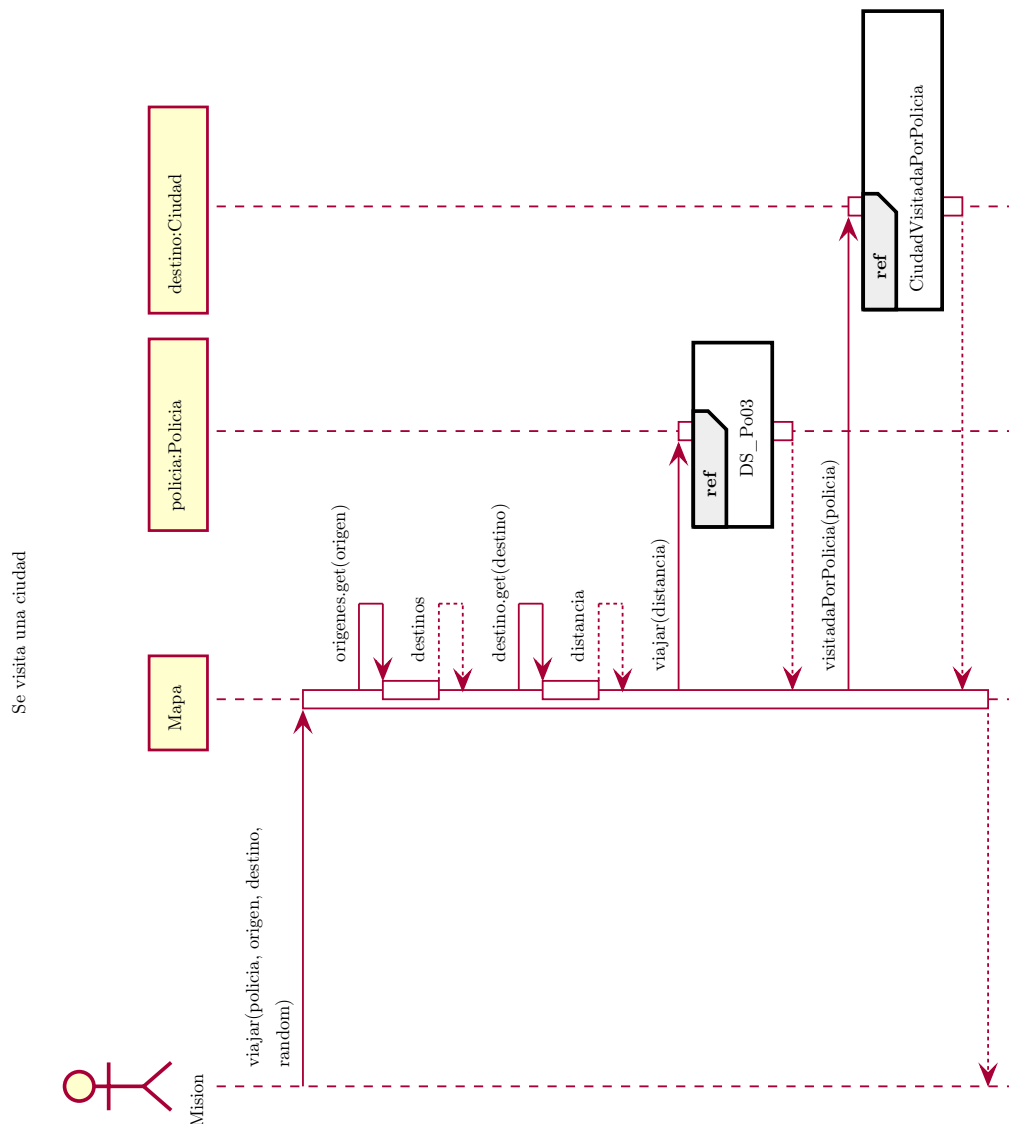 Se visita una ciudad
Mision
Mapa
policia:Policia
destino:Ciudad
viajar(policia, origen, destino,
random)
origenes.get(origen)
destinos
destino.get(destino)
distancia
viajar(distancia)
ref
DS_Po03
visitadaPorPolicia(policia)
ref
CiudadVisitadaPorPolicia